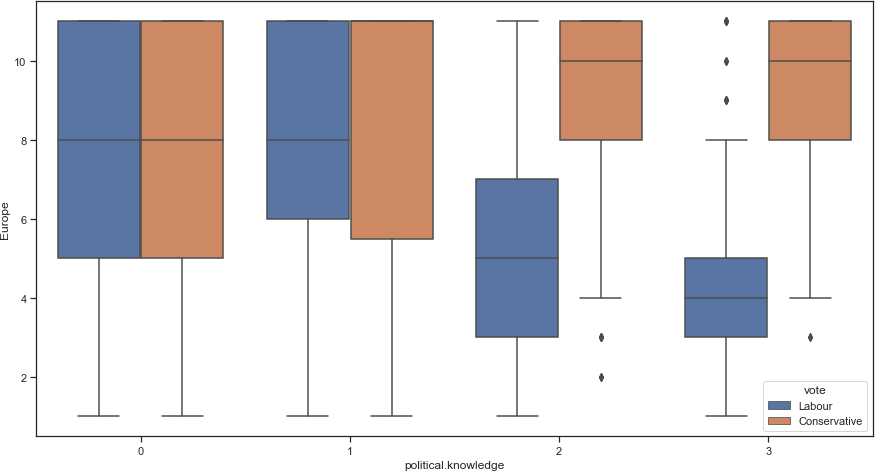 10
8
6
4
2
Europe
0
1
2
3
political.knowledge
vote
Labour
Conservative